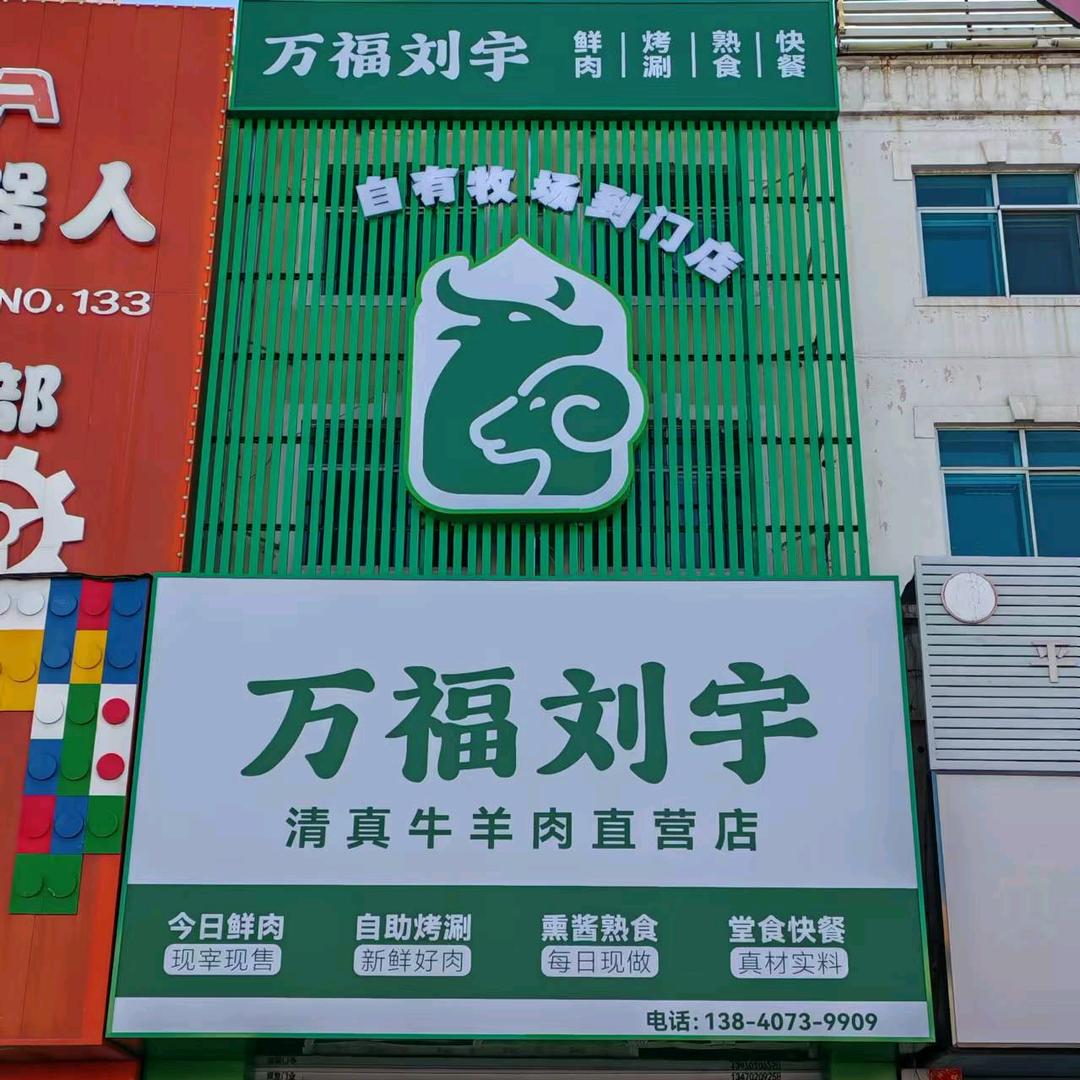 万福刘宇
鲜肉 | 烤涮 | 熟食 | 快餐
自有牧场到门店
器人
NO.133
部
万福刘宇
清真牛羊肉直营店
今日鲜肉 自助烤涮 熏酱熟食 堂食快餐
现宰现售 新鲜好肉 每日现做 真材实料
电话: 138-4073-9909
平